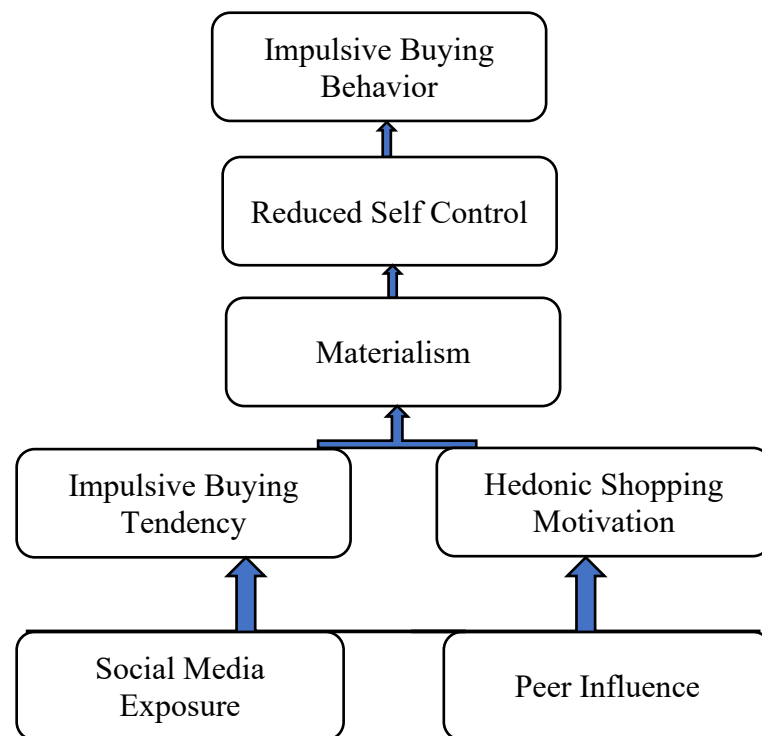 Impulsive Buying
Behavior
Reduced Self Control
Materialism
Impulsive Buying
Tendency
Hedonic Shopping
Motivation
Social Media
Exposure
Peer Influence